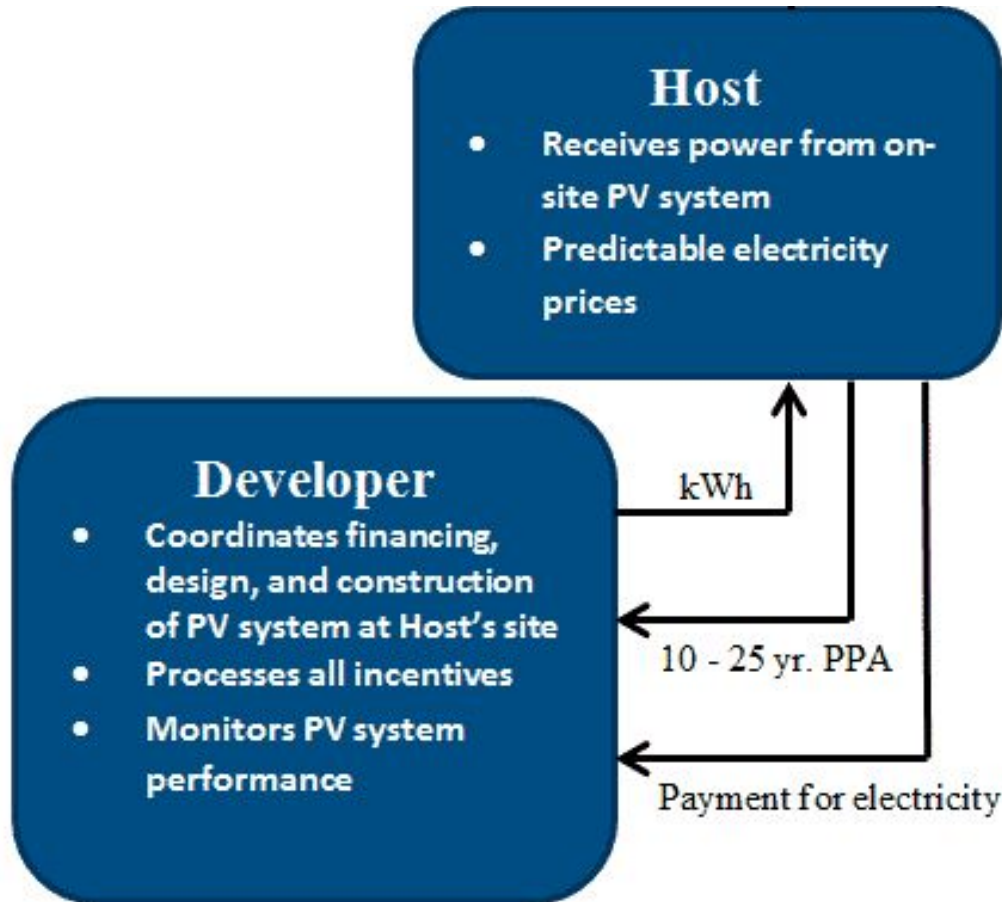 Host
• Receives power from on-
site PV system
• Predictable electricity
prices
Developer
• Coordinates financing,
design, and construction
of PV system at Host's site
• Processes all incentives
• Monitors PV system
performance
kWh
10 - 25 yr. PPA
Payment for electricity